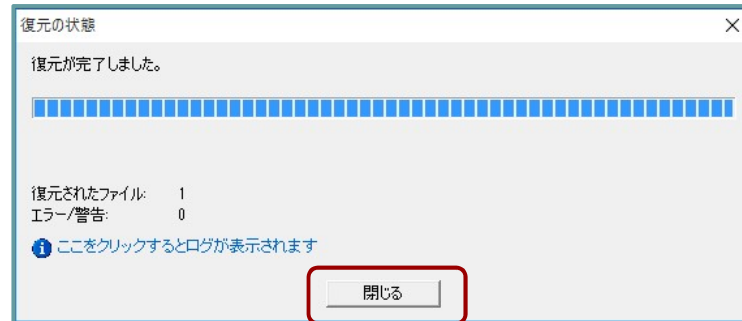 復元の状態
復元が完了しました。
復元されたファイル: 1
エラー/警告: 0
ここをクリックするとログが表示されます
閉じる